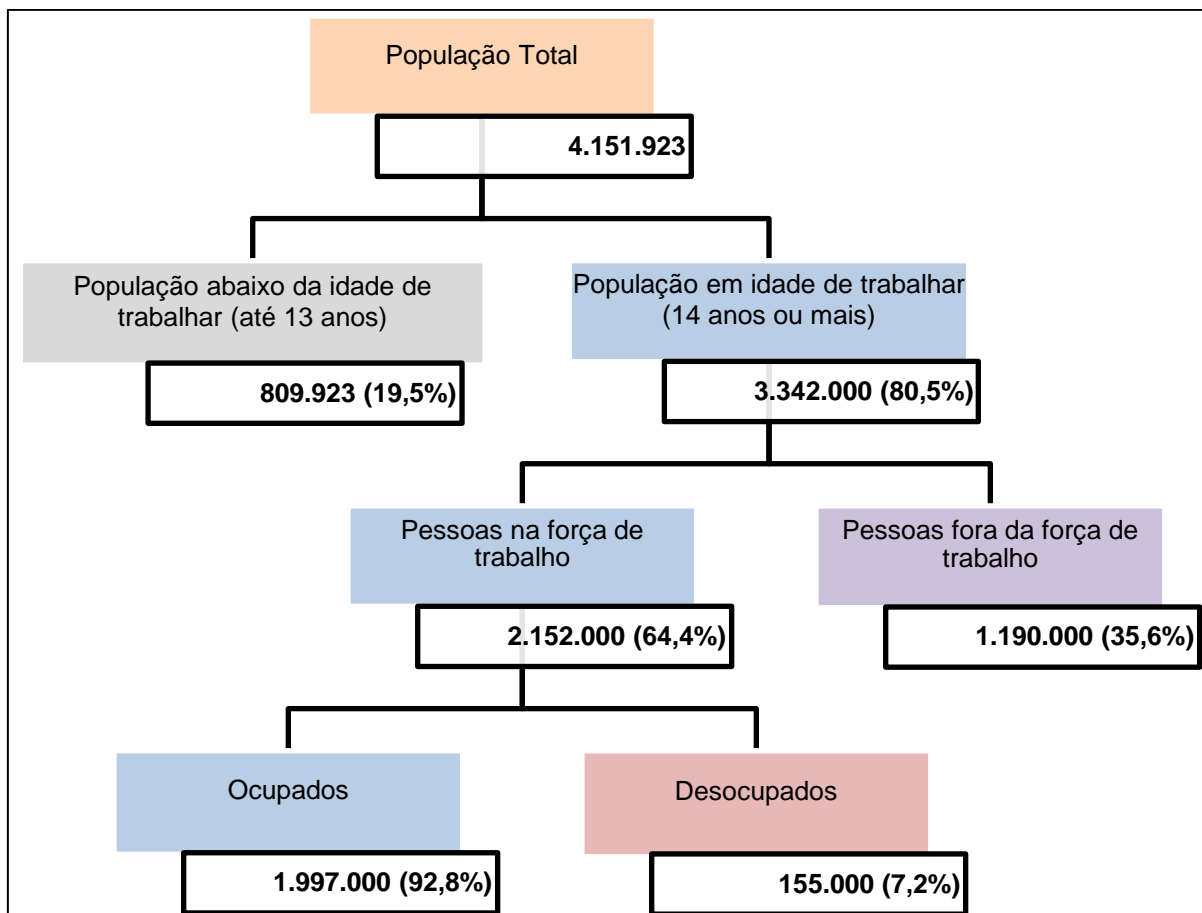 População Total
4.151.923
População abaixo da idade de
trabalhar (até 13 anos)
809.923 (19,5%)
População em idade de trabalhar
(14 anos ou mais)
3.342.000 (80,5%)
Pessoas na força de
trabalho
2.152.000 (64,4%)
Pessoas fora da força de
trabalho
1.190.000 (35,6%)
Ocupados
1.997.000 (92,8%)
Desocupados
155.000 (7,2%)